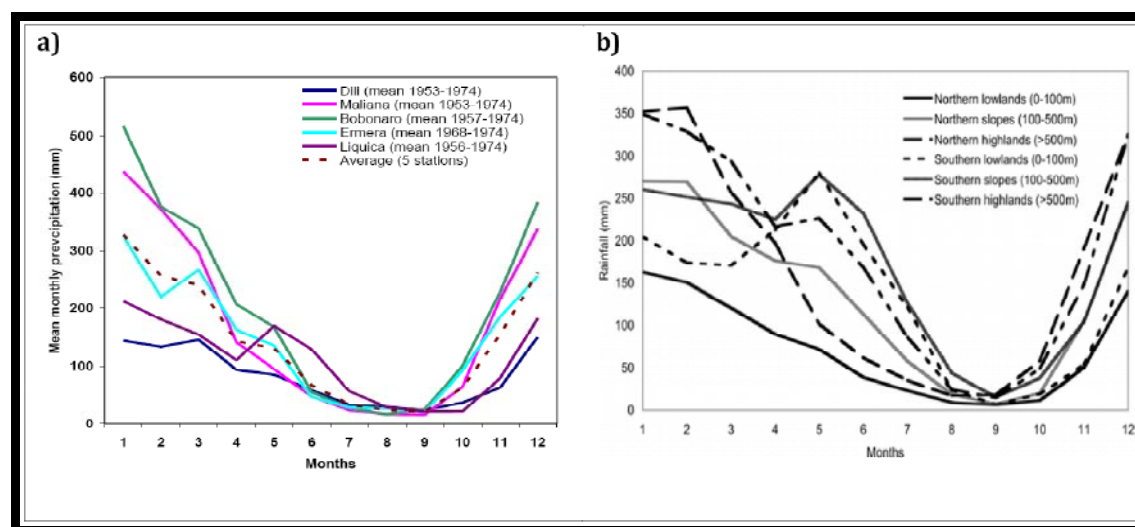 a)
600
500
400
300
200
100
0
Mean monthly prevcipitation (mm)
Dili (mean 1953-1974)
Maliana (mean 1953-1974)
Bobonaro (mean 1957-1974)
Ermera (mean 1968-1974)
Liquica (mean 1956-1974)
Average (5 stations)
1 2 3 4 5 6 7 8 9 10 11 12
Months
b)
400
350
300
250
200
150
100
50
0
Rainfall (mm)
Northern lowlands (0-100m)
Northern slopes (100-500m)
Northern highlands (>500m)
Southern lowlands (0-100m)
Southern slopes (100-500m)
Southern highlands (>500m)
1 2 3 4 5 6 7 8 9 10 11 12
Months